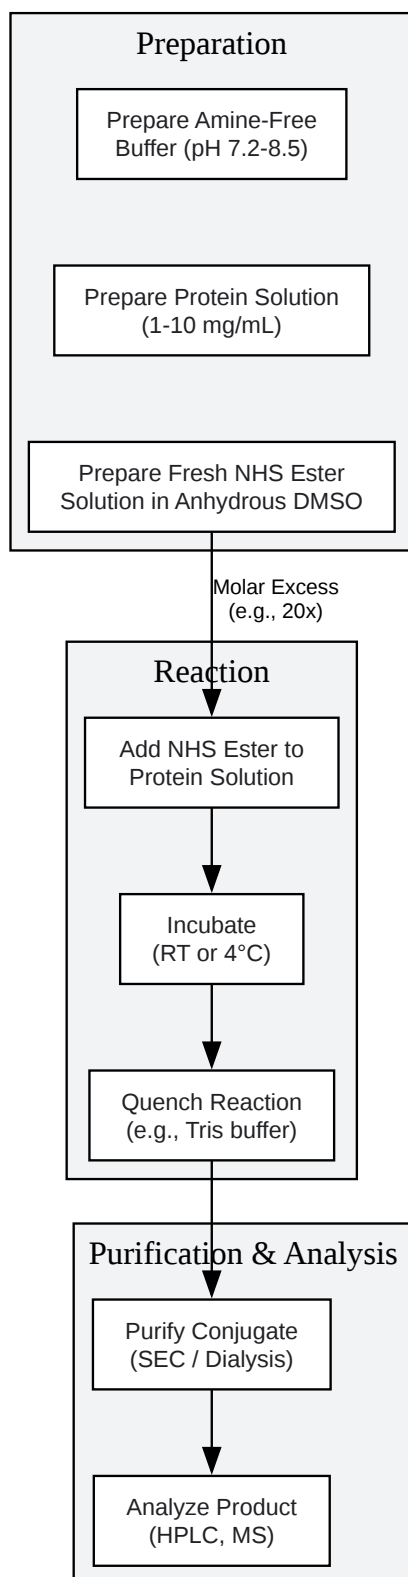 Preparation
Prepare Amine-Free
Buffer (pH 7.2-8.5)
Prepare Protein Solution
(1-10 mg/mL)
Prepare Fresh NHS Ester
Solution in Anhydrous DMSO
Molar Excess
(e.g., 20x)
Reaction
Add NHS Ester to
Protein Solution
Incubate
(RT or 4°C)
Quench Reaction
(e.g., Tris buffer)
Purification & Analysis
Purify Conjugate
(SEC / Dialysis)
Analyze Product
(HPLC, MS)